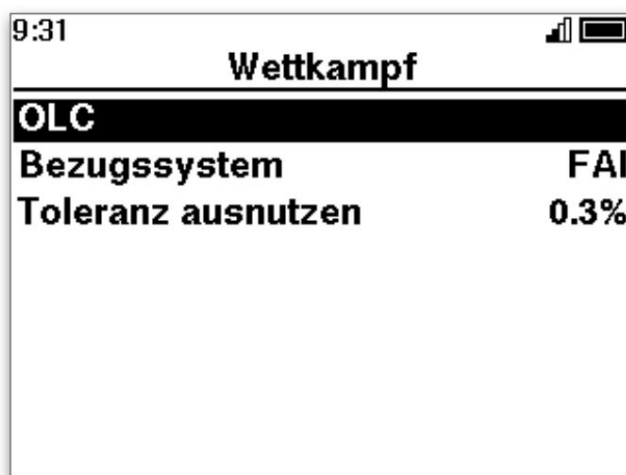 9:31
Wettkampf
OLC
Bezugssystem FAI
Toleranz ausnutzen 0.3%